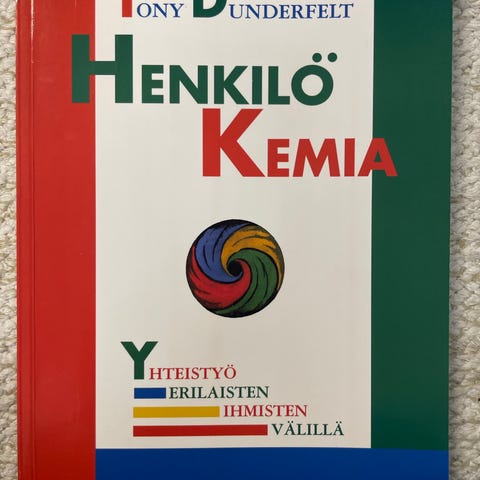 TONY DUNDERFELT
HENKILÖ
KEMIA
YHTEISTYÖ
ERILAISTEN
IHMISTEN
VÄLILLÄ